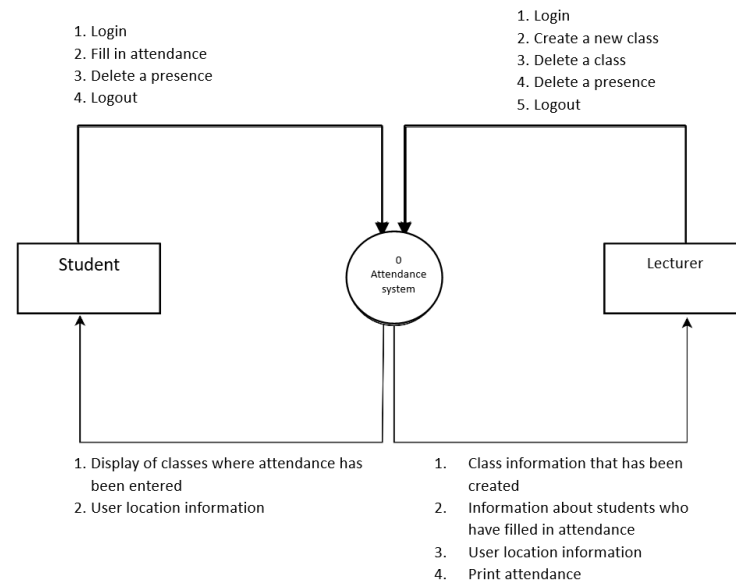 1. Login
2. Fill in attendance
3. Delete a presence
4. Logout
1. Login
2. Create a new class
3. Delete a class
4. Delete a presence
5. Logout
Student
0
Attendance
system
Lecturer
1. Display of classes where attendance has
been entered
2. User location information
1. Class information that has been
created
2. Information about students who
have filled in attendance
3. User location information
4. Print attendance